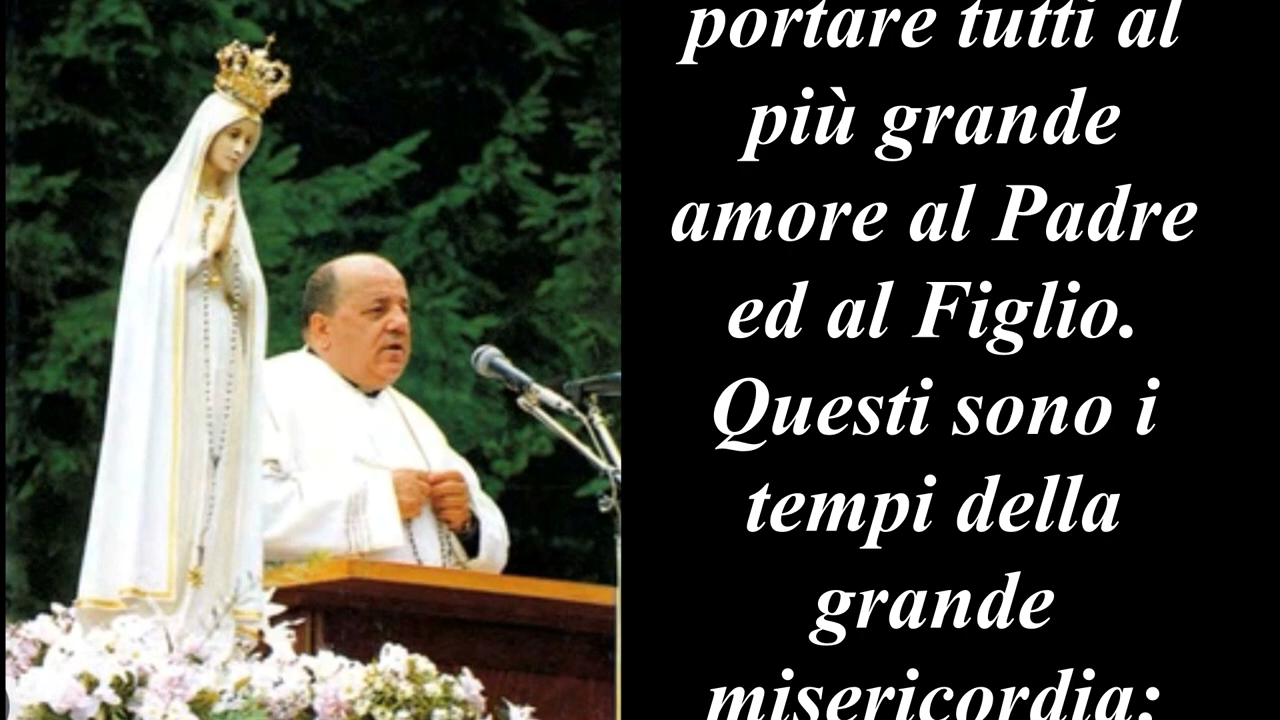 portare tutti al
più grande
amore al Padre
ed al Figlio.
Questi sono i
tempi della
grande
misericordia;